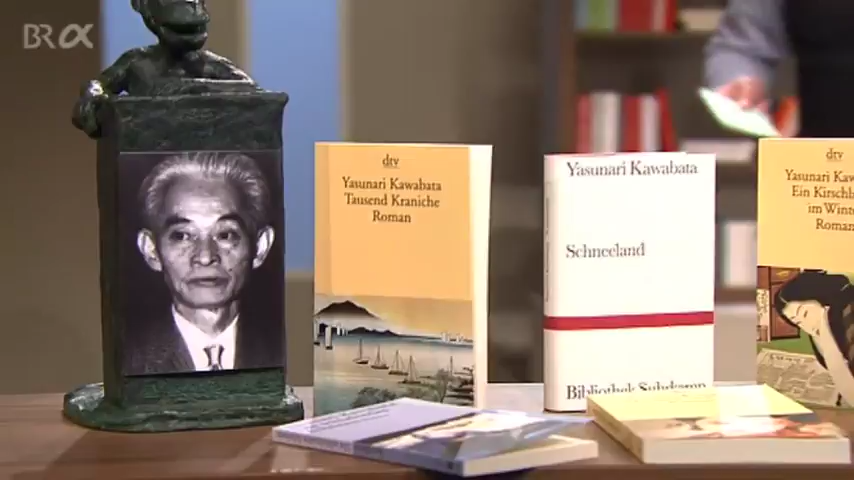 BRα
dtv
Yasunari Kawabata
Tausend Kraniche
Roman
Yasunari Kawabata
Schneeland
Bibliothek Suhrkamp
dtv
Yasunari Kaw
Ein Kirschb
im Winte
Roman